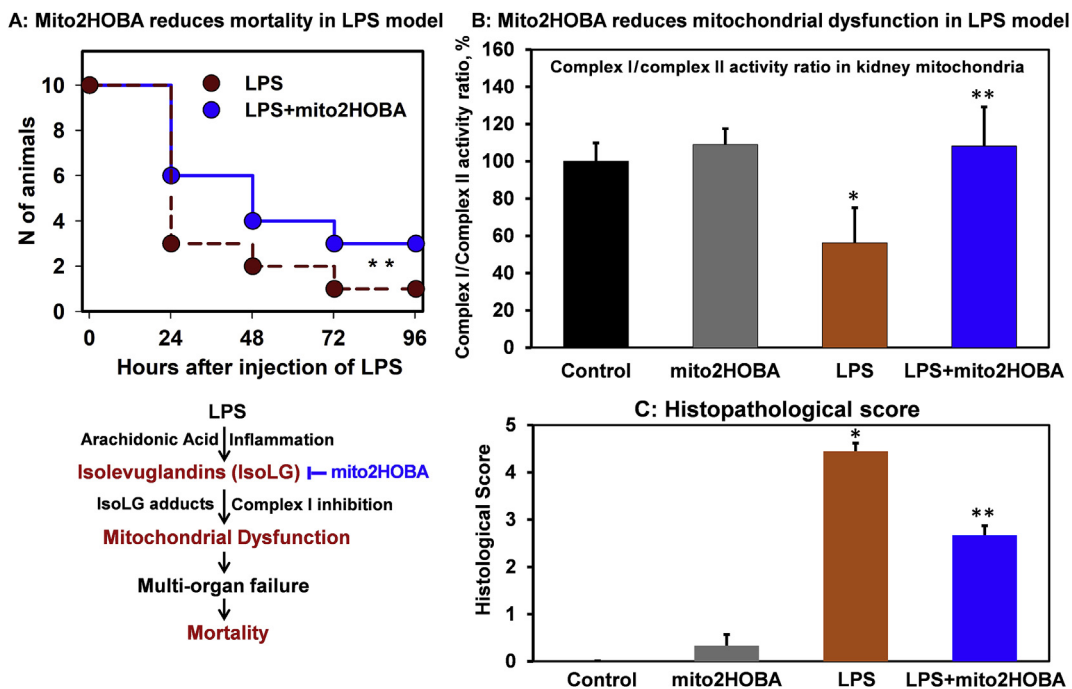 A: Mito2HOBA reduces mortality in LPS model
10
8
6
4
2
0
N of animals
LPS
LPS+mito2HOBA
* *
0 24 48 72 96
Hours after injection of LPS
B: Mito2HOBA reduces mitochondrial dysfunction in LPS model
Complex I/complex II activity ratio in kidney mitochondria
Complex I/Complex II activity ratio, %
160
140
120
100
80
60
40
20
0
*
**
Control mito2HOBA LPS LPS+mito2HOBA
LPS
Arachidonic Acid Inflammation
Isolevuglandins (IsoLG) mito2HOBA
IsoLG adducts Complex I inhibition
Mitochondrial Dysfunction
Multi-organ failure
Mortality
C: Histopathological score
Histological Score
5
4
3
2
1
0
*
**
Control mito2HOBA LPS LPS+mito2HOBA